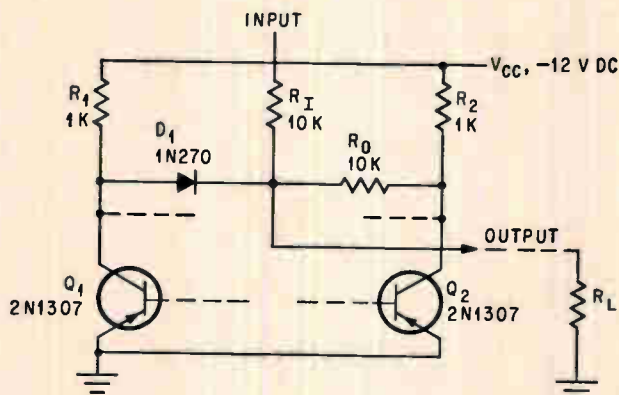 INPUT
V_CC, -12 V DC
R_1
1K
R_I
10K
R_2
1K
D_1
1N270
R_O
10K
OUTPUT
Q_1
2N1307
Q_2
2N1307
R_L